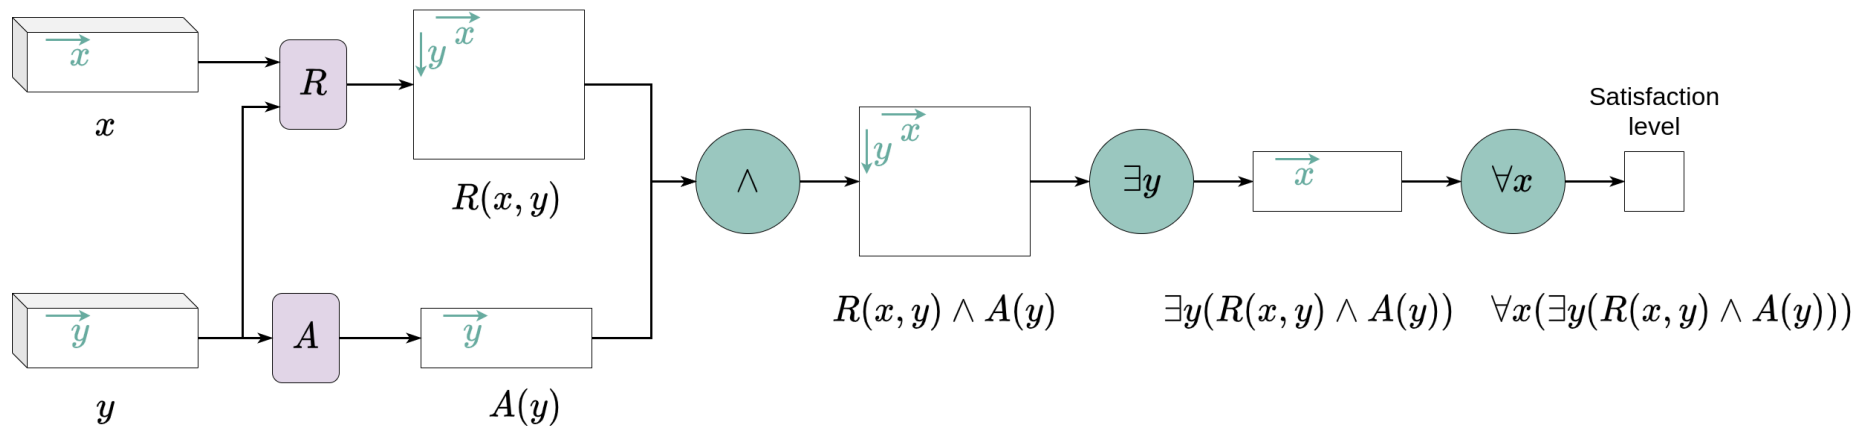 x
x
R
y
x
R(x, y)
y
y
A
y
A(y)
∧
y
x
R(x, y) ∧ A(y)
∃y
x
∃y(R(x, y) ∧ A(y))
∀x
Satisfaction
level
∀x(∃y(R(x, y) ∧ A(y)))